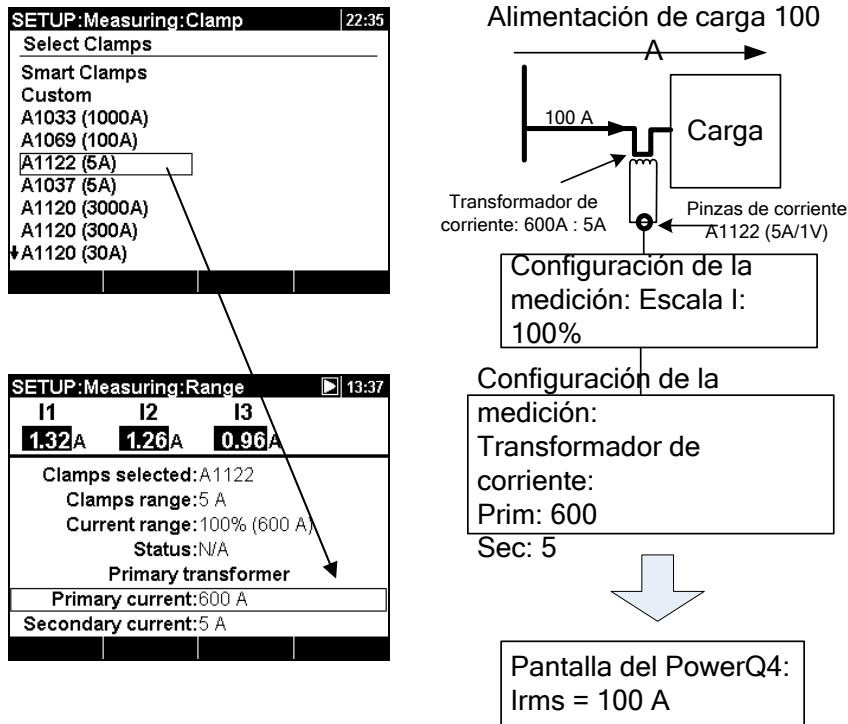 SETUP:Measuring:Clamp 22:35
Select Clamps
Smart Clamps
Custom
A1033 (1000A)
A1069 (100A)
A1122 (5A)
A1037 (5A)
A1120 (3000A)
A1120 (300A)
A1120 (30A)
SETUP:Measuring:Range 13:37
I1 I2 I3
1.32A 1.26A 0.96A
Clamps selected:A1122
Clamps range:5 A
Current range:100% (600 A)
Status:N/A
Primary transformer
Primary current:600 A
Secondary current:5 A
Alimentación de carga 100
A
100 A
Carga
Transformador de
corriente: 600A : 5A
Pinzas de corriente
A1122 (5A/1V)
Configuración de la
medición: Escala I:
100%
Configuración de la
medición:
Transformador de
corriente:
Prim: 600
Sec: 5
Pantalla del PowerQ4:
Irms = 100 A